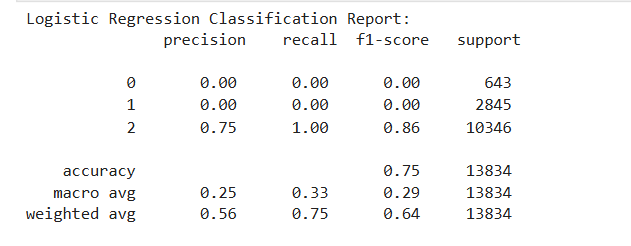 Logistic Regression Classification Report:
precision recall f1-score support
0 0.00 0.00 0.00 643
1 0.00 0.00 0.00 2845
2 0.75 1.00 0.86 10346
accuracy 0.75 13834
macro avg 0.25 0.33 0.29 13834
weighted avg 0.56 0.75 0.64 13834